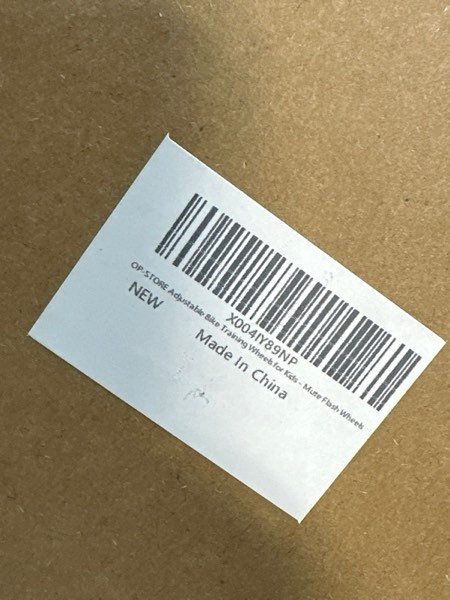 X004IY89NP
OP-STORE Adjustable Bike Training Wheels for Kids - Mute Flash Wheels
NEW
Made In China